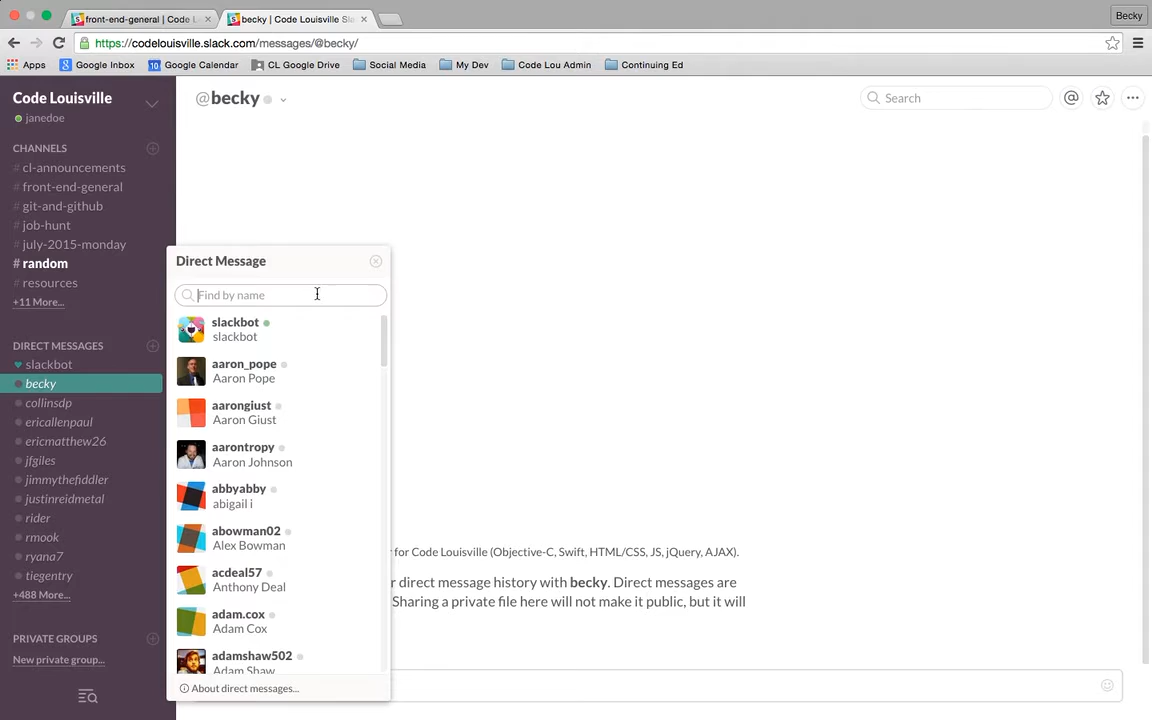 front-end-general | Code L
becky | Code Louisville Sla
Becky
https://codelouisville.slack.com/messages/@becky/
Apps
Google Inbox
10 Google Calendar
CL Google Drive
Social Media
My Dev
Code Lou Admin
Continuing Ed
Code Louisville
janedoe
@becky
Search
CHANNELS
# cl-announcements
# front-end-general
# git-and-github
# job-hunt
# july-2015-monday
# random
# resources
+11 More...
DIRECT MESSAGES
slackbot
becky
collinsdp
ericallenpaul
ericmatthew26
jfgiles
jimmythefiddler
justinreidmetal
rider
rmook
ryana7
tiegentry
+488 More...
PRIVATE GROUPS
New private group...
Direct Message
Find by name
slackbot
slackbot
aaron_pope
Aaron Pope
aarongiust
Aaron Giust
aarontropy
Aaron Johnson
abbyabby
abigail i
abowman02
Alex Bowman
acdeal57
Anthony Deal
adam.cox
Adam Cox
adamshaw502
Adam Shaw
About direct messages...
for Code Louisville (Objective-C, Swift, HTML/CSS, JS, jQuery, AJAX).
r direct message history with becky. Direct messages are
Sharing a private file here will not make it public, but it will